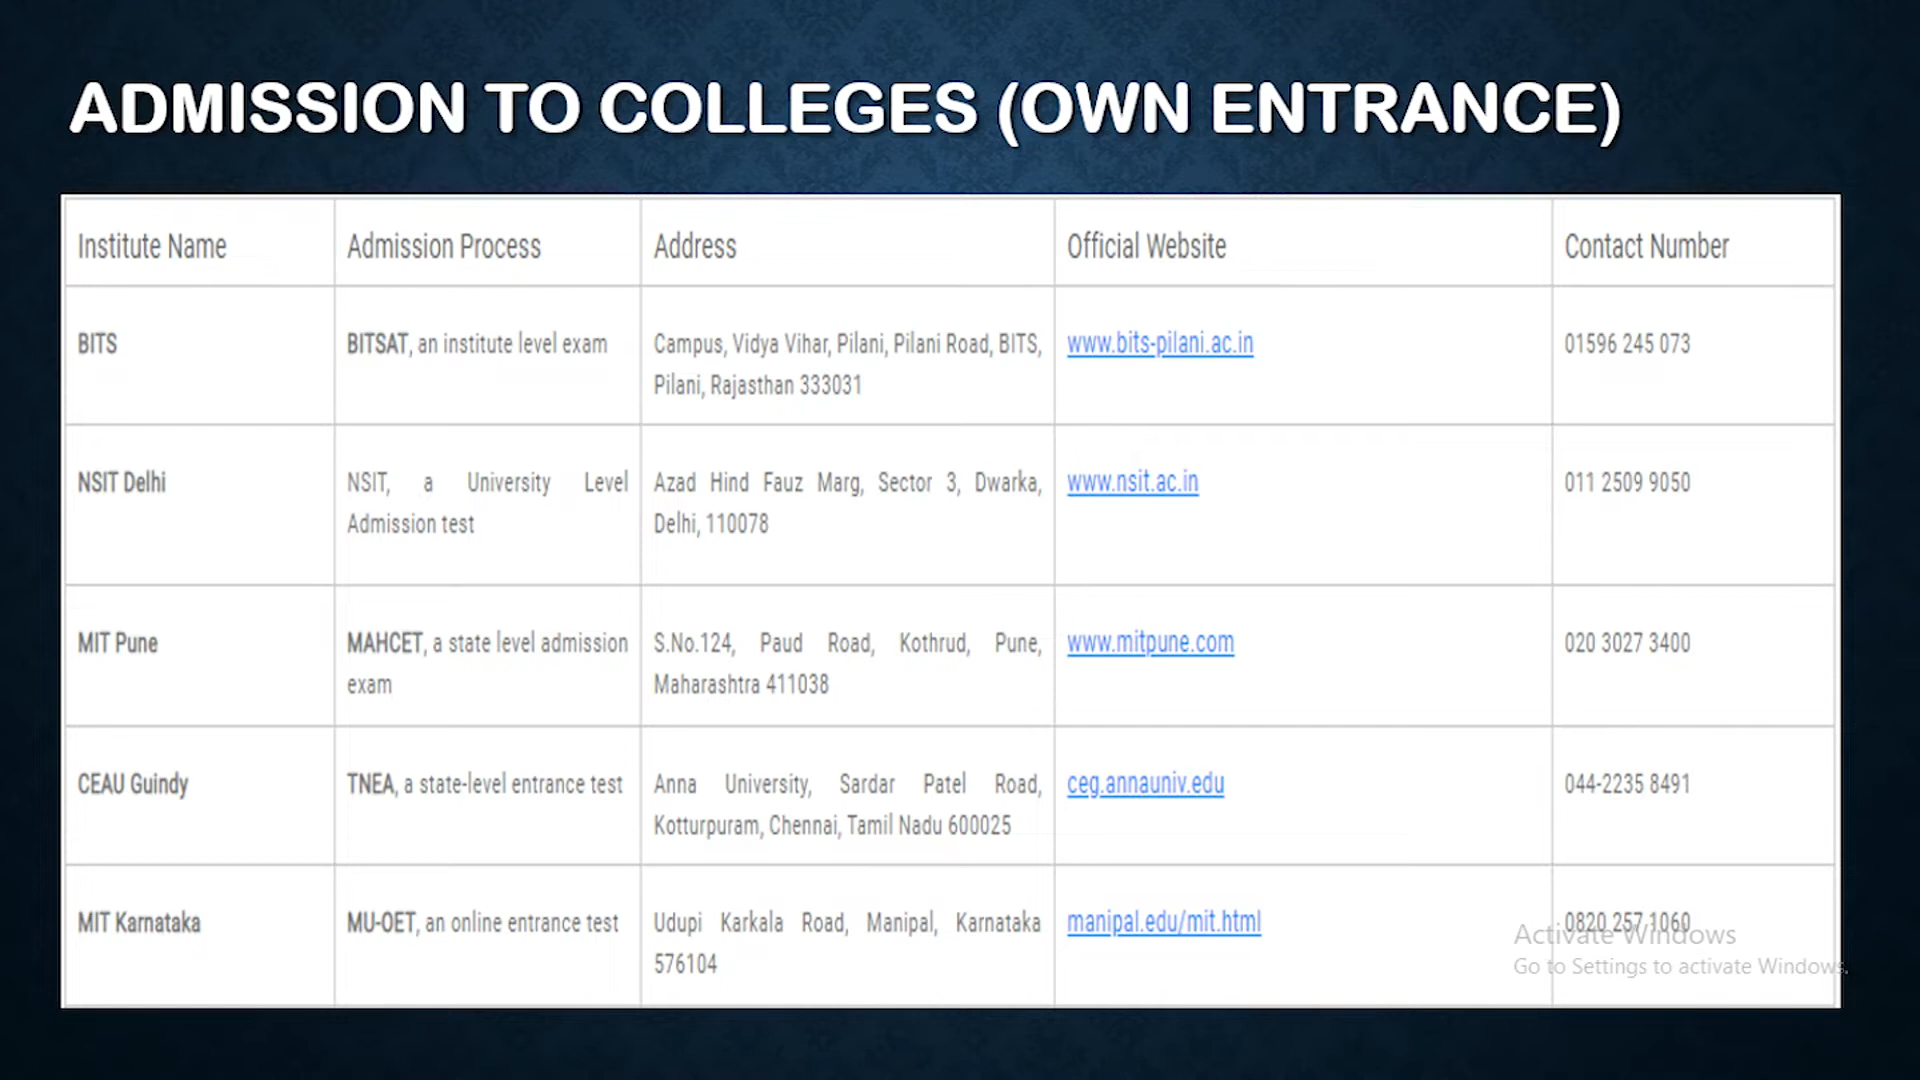 ADMISSION TO COLLEGES (OWN ENTRANCE)
Institute Name
Admission Process
Address
Official Website
Contact Number
BITS
BITSAT, an institute level exam
Campus, Vidya Vihar, Pilani, Pilani Road, BITS,
Pilani, Rajasthan 333031
www.bits-pilani.ac.in
01596 245 073
NSIT Delhi
NSIT, a University Level
Admission test
Azad Hind Fauz Marg, Sector 3, Dwarka,
Delhi, 110078
www.nsit.ac.in
011 2509 9050
MIT Pune
MAHCET, a state level admission
exam
S.No.124, Paud Road, Kothrud, Pune,
Maharashtra 411038
www.mitpune.com
020 3027 3400
CEAU Guindy
TNEA, a state-level entrance test
Anna University, Sardar Patel Road,
Kotturpuram, Chennai, Tamil Nadu 600025
ceg.annauniv.edu
044-2235 8491
MIT Karnataka
MU-OET, an online entrance test
Udupi Karkala Road, Manipal, Karnataka
576104
manipal.edu/mit.html
0820 257 1060
Activate Windows
Go to Settings to activate Windows.